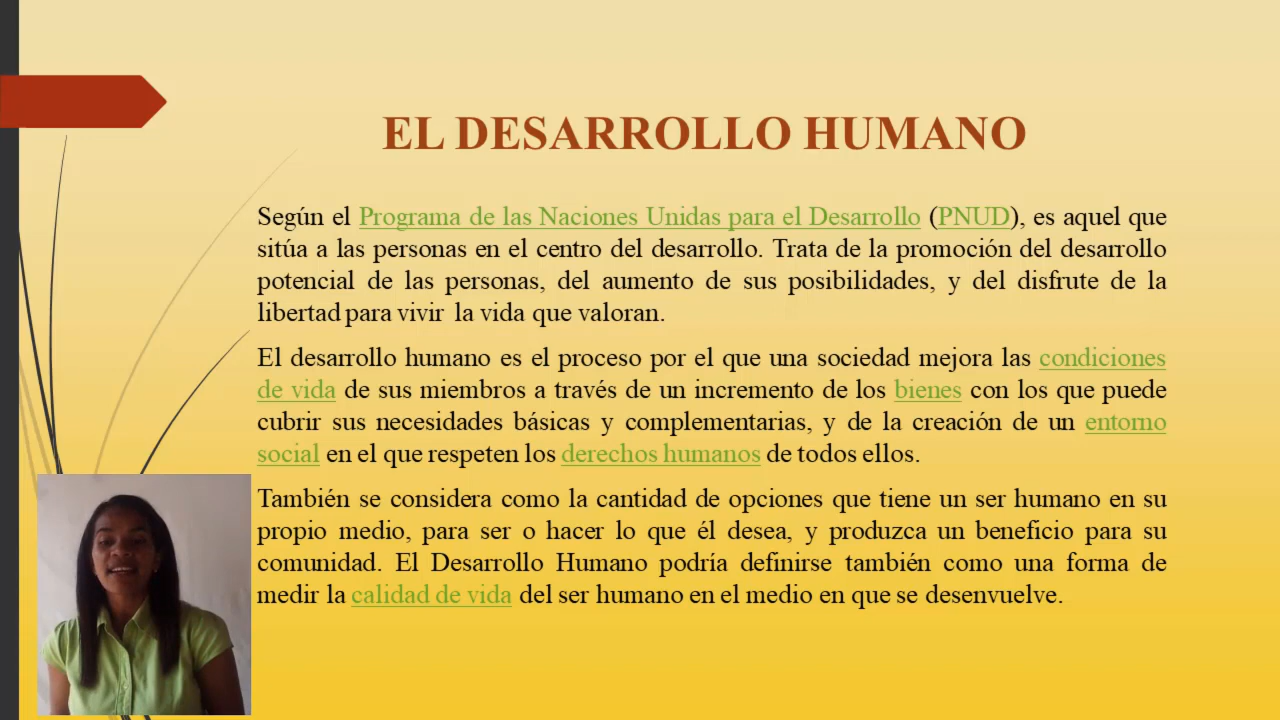 EL DESARROLLO HUMANO
Según el Programa de las Naciones Unidas para el Desarrollo (PNUD), es aquel que
sitúa a las personas en el centro del desarrollo. Trata de la promoción del desarrollo
potencial de las personas, del aumento de sus posibilidades, y del disfrute de la
libertad para vivir la vida que valoran.
El desarrollo humano es el proceso por el que una sociedad mejora las condiciones
de vida de sus miembros a través de un incremento de los bienes con los que puede
cubrir sus necesidades básicas y complementarias, y de la creación de un entorno
social en el que respeten los derechos humanos de todos ellos.
También se considera como la cantidad de opciones que tiene un ser humano en su
propio medio, para ser o hacer lo que él desea, y produzca un beneficio para su
comunidad. El Desarrollo Humano podría definirse también como una forma de
medir la calidad de vida del ser humano en el medio en que se desenvuelve.